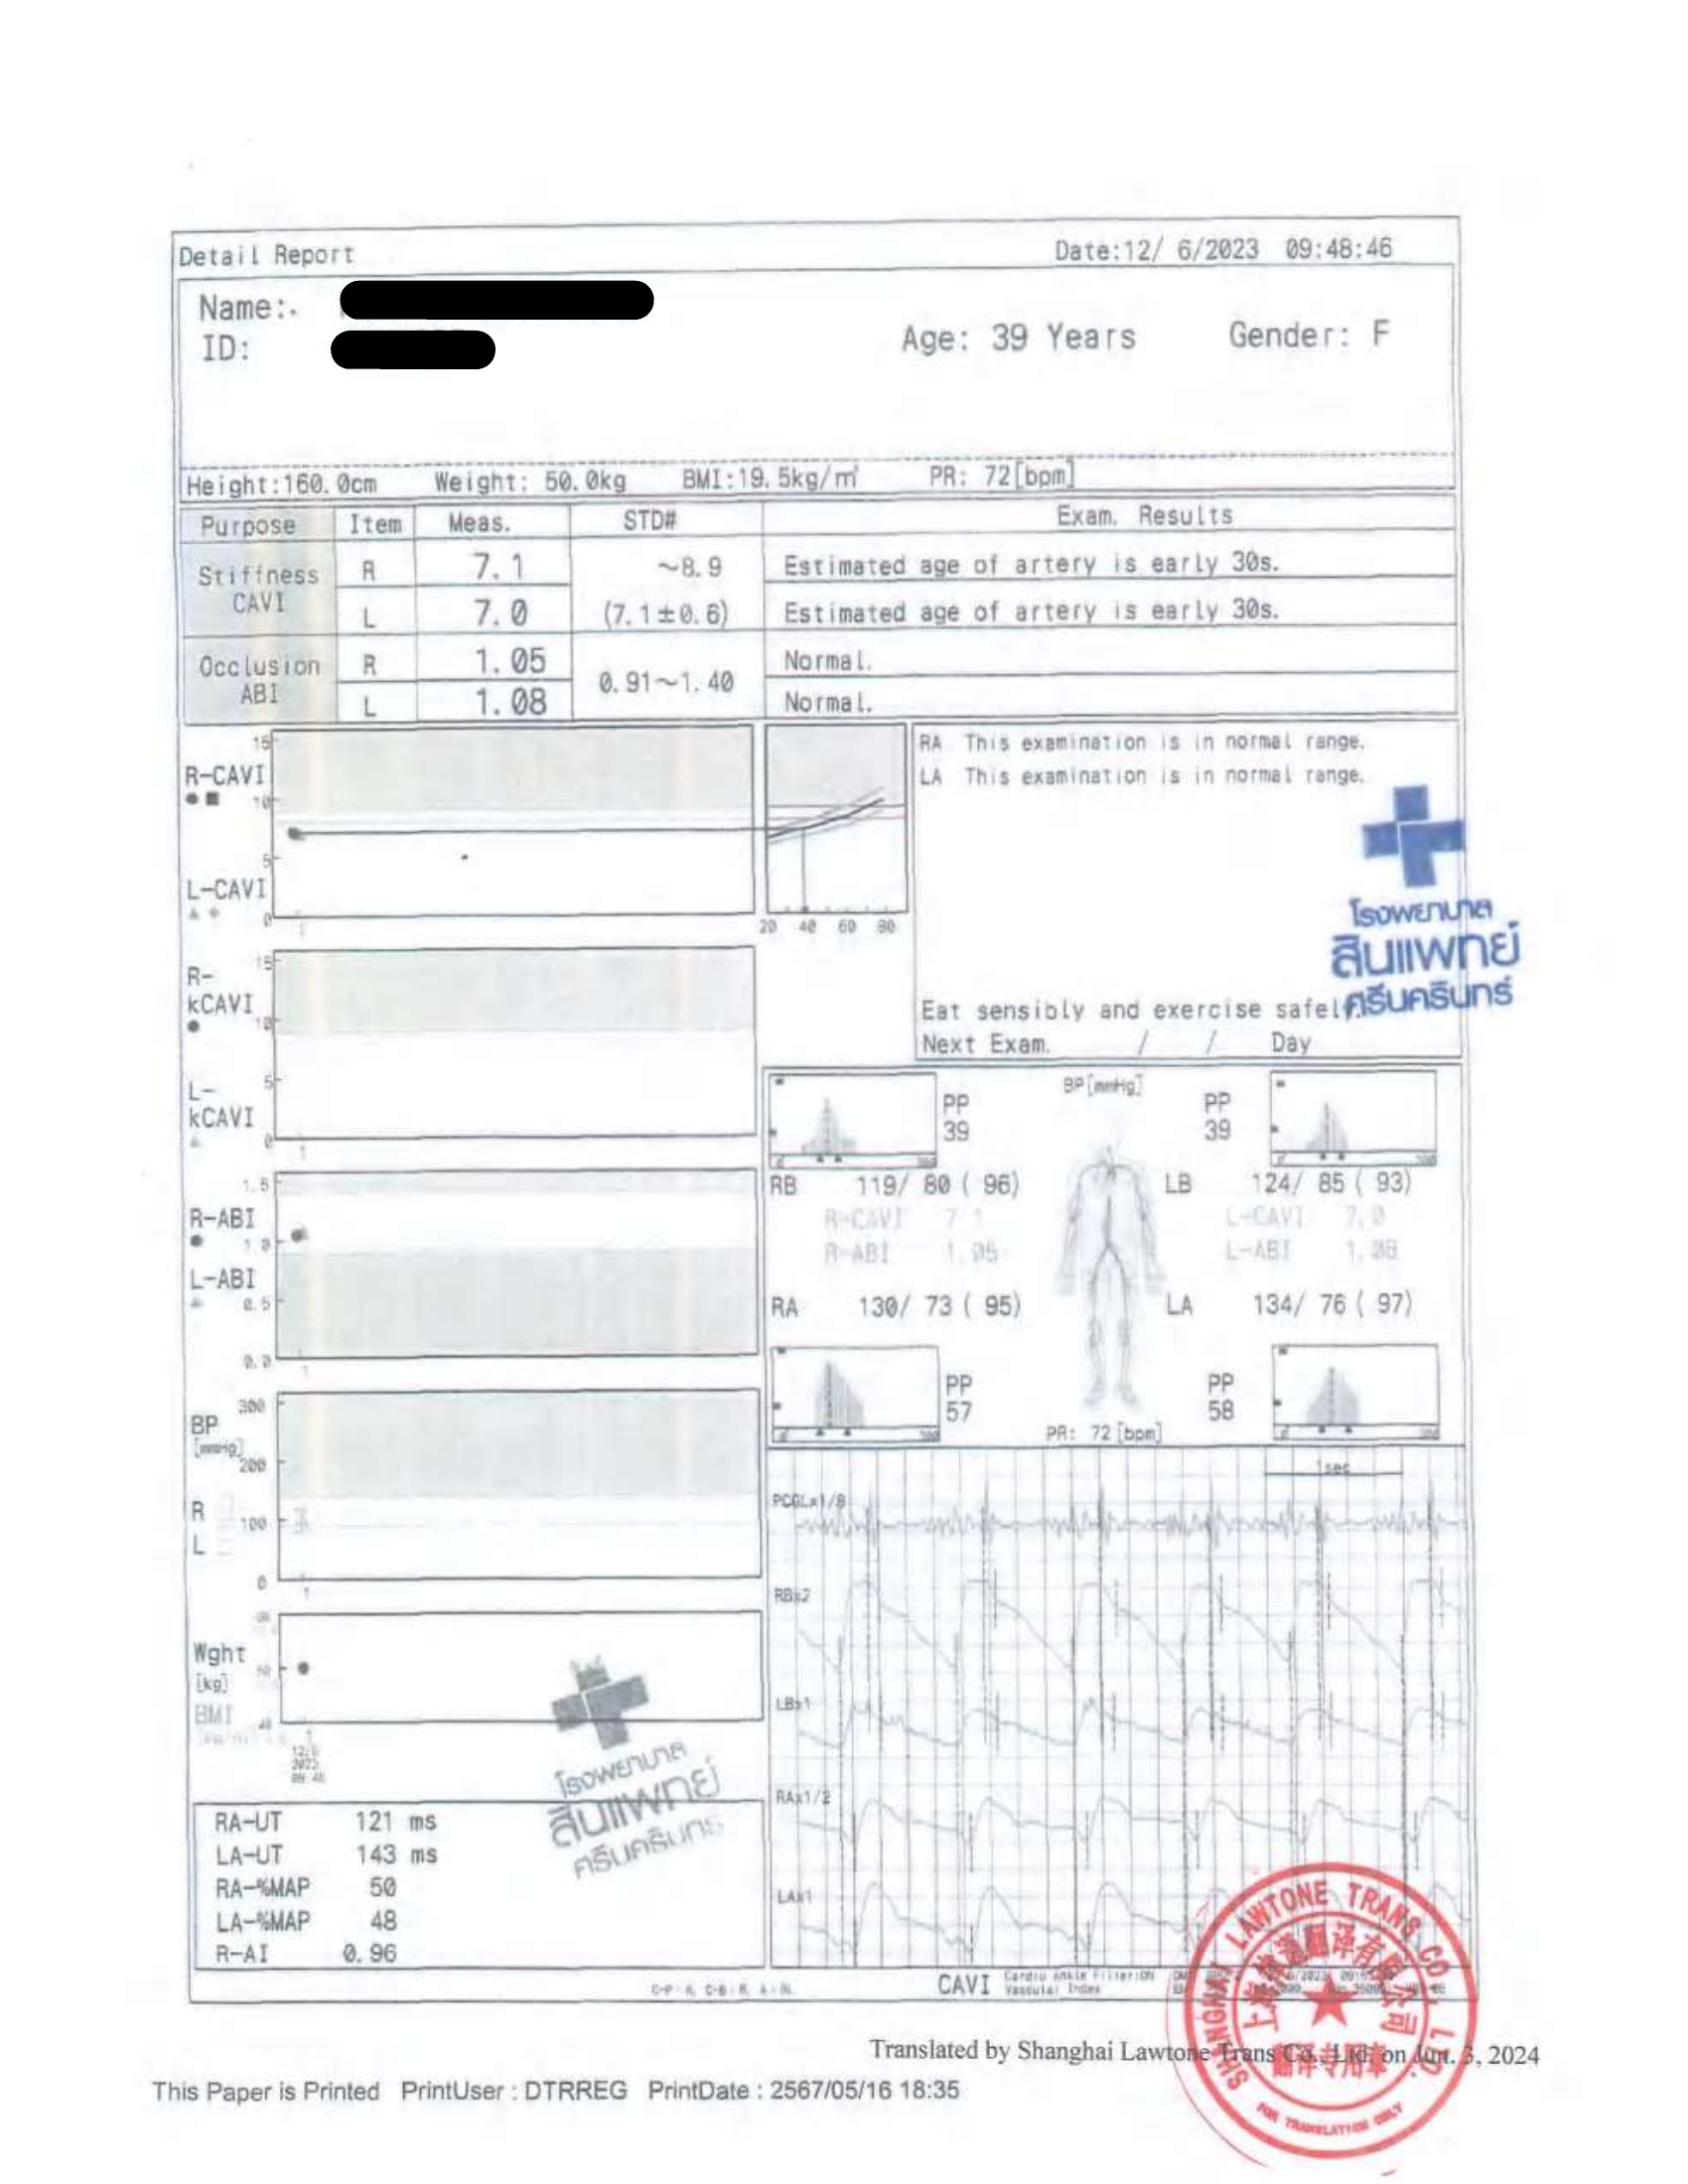 Detail Report Date:12/ 6/2023 09:48:46
Name:.
ID:
Age: 39 Years Gender: F
Height:160.0cm Weight: 50.0kg BMI:19.5kg/㎡ PR: 72[bpm]
Purpose Item Meas. STD# Exam. Results
Stiffness CAVI
R 7.1 ~8.9 Estimated age of artery is early 30s.
L 7.0 (7.1±0.6) Estimated age of artery is early 30s.
Occlusion ABI
R 1.05 0.91~1.40 Normal.
L 1.08 Normal.
RA This examination is in normal range.
LA This examination is in normal range.
Eat sensibly and exercise safely.
Next Exam. / / Day
โรงพยาบาล
สินแพทย์
ศรีนครินทร์
R-CAVI
L-CAVI
15
10
5
0
1
20 40 60 80
R-
kCAVI
L-
kCAVI
15
10
5
0
1
R-ABI
L-ABI
1.5
1.0
0.5
0.0
1
BP
[mmHg]
R
L
300
200
100
0
1
Wght
[kg]
BMI
50
40
12/6
2023
09:48
BP[mmHg]
PP
39
PP
39
RB 119/ 80 ( 96) LB 124/ 85 ( 93)
R-CAVI 7.1 L-CAVI 7.0
R-ABI 1.05 L-ABI 1.08
RA 130/ 73 ( 95) LA 134/ 76 ( 97)
PP
57
PP
58
PR: 72[bpm]
1sec
PCGLx1/8
RBx2
LBx1
RAx1/2
LAx1
RA-UT 121 ms
LA-UT 143 ms
RA-%MAP 50
LA-%MAP 48
R-AI 0.96
โรงพยาบาล
สินแพทย์
ศรีนครินทร์
CAVI Cardio Ankle Vascular Index Filter:ON
Translated by Shanghai Lawtone Trans Co., Ltd. on Jun. 3, 2024
This Paper is Printed PrintUser : DTRREG PrintDate : 2567/05/16 18:35
SHANGHAI LAWTONE TRANS CO., LTD.
翻译专用章
FOR TRANSLATION ONLY